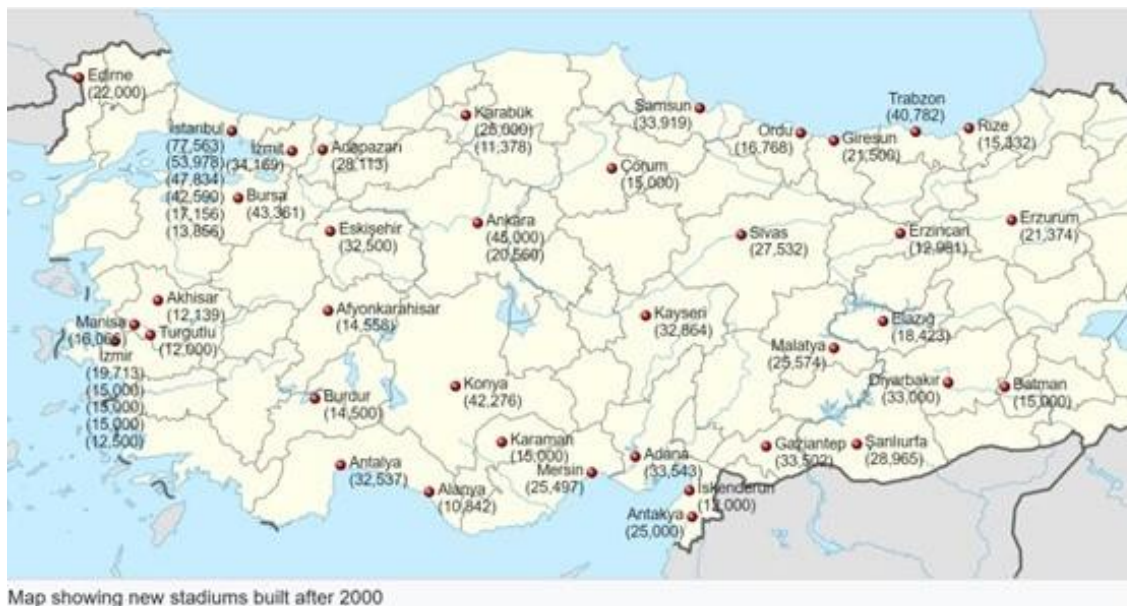 Edirne
(22,000)
İstanbul
(77,563)
(53,978)
(47,834)
(42,590)
(17,156)
(13,856)
İzmit
(34,169)
Adapazarı
(28,113)
Bursa
(43,361)
Karabük
(25,000)
(11,378)
Şamsun
(33,919)
Ordu
(16,768)
Giresun
(21,500)
Trabzon
(40,782)
Rize
(15,332)
Çorum
(15,000)
Eskişehir
(32,500)
Ankara
(45,000)
(20,560)
Sivas
(27,532)
Erzincan
(12,981)
Erzurum
(21,374)
Akhisar
(12,139)
Manisa
(16,066)
Turgutlu
(12,000)
İzmir
(19,713)
(15,000)
(15,000)
(15,000)
(12,500)
Afyonkarahisar
(14,558)
Kayseri
(32,864)
Elazığ
(18,423)
Malatya
(25,574)
Diyarbakır
(33,000)
Batman
(15,000)
Burdur
(14,500)
Konya
(42,276)
Karaman
(15,000)
Mersin
(25,497)
Adana
(33,543)
Gaziantep
(33,502)
Şanlıurfa
(28,965)
Antalya
(32,537)
Alanya
(10,842)
İskenderun
(12,000)
Antakya
(25,000)
Map showing new stadiums built after 2000